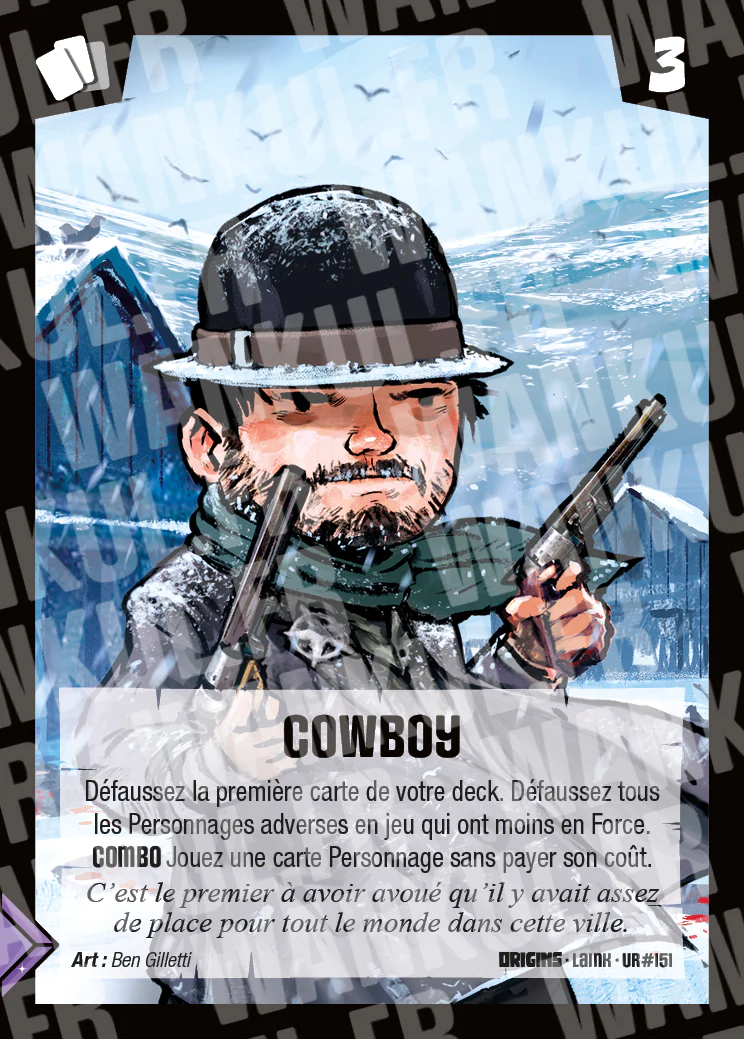 3
COWBOY
Défaussez la première carte de votre deck. Défaussez tous
les Personnages adverses en jeu qui ont moins en Force.
COMBO Jouez une carte Personnage sans payer son coût.
C’est le premier à avoir avoué qu’il y avait assez
de place pour tout le monde dans cette ville.
Art : Ben Gilletti
ORIGINS · LAINK · UR#151
WANKUL.FR